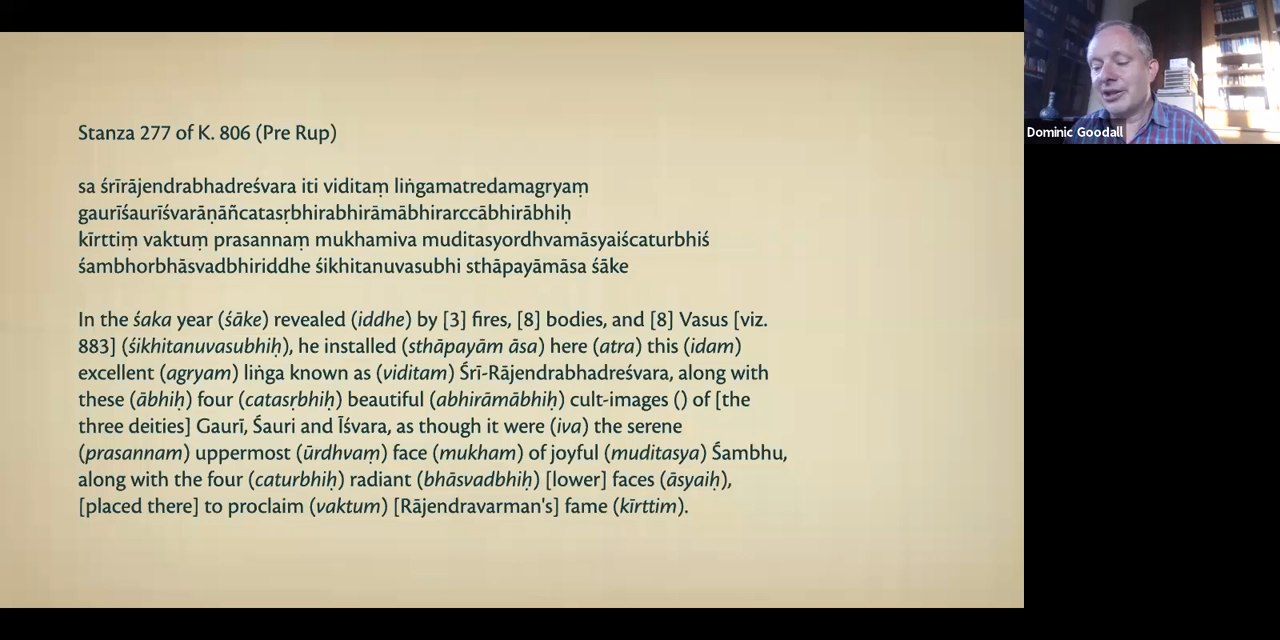 Stanza 277 of K. 806 (Pre Rup)
sa śrīrājendrabhadreśvara iti viditaṃ liṅgamatredamagryaṃ
gaurīśaurīśvarāṇāñcatasṛbhirabhirāmābhirarccābhirābhiḥ
kīrttiṃ vaktuṃ prasannaṃ mukhamiva muditasyordhvamāsyaiścaturbhiś
śambhorbhāsvadbhiriddhe śikhitanuvasubhi sthāpayāmāsa śāke
In the śaka year (śāke) revealed (iddhe) by [3] fires, [8] bodies, and [8] Vasus [viz.
883] (śikhitanuvasubhiḥ), he installed (sthāpayām āsa) here (atra) this (idam)
excellent (agryam) liṅga known as (viditam) Śrī-Rājendrabhadreśvara, along with
these (ābhiḥ) four (catasṛbhiḥ) beautiful (abhirāmābhiḥ) cult-images () of [the
three deities] Gaurī, Śauri and Īśvara, as though it were (iva) the serene
(prasannam) uppermost (ūrdhvaṃ) face (mukham) of joyful (muditasya) Śambhu,
along with the four (caturbhiḥ) radiant (bhāsvadbhiḥ) [lower] faces (āsyaiḥ),
[placed there] to proclaim (vaktum) [Rājendravarman's] fame (kīrttim).
Dominic Goodall